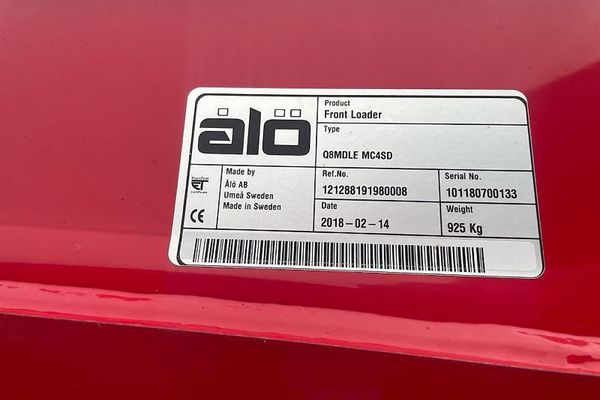 älö
Product
Front Loader
Type
Q8MDLE MC4SD
Made by
Ålö AB
Umeå Sweden
Made in Sweden
Ref.No.
121288191980008
Serial No.
101180700133
Date
2018-02-14
Weight
925 Kg
CE